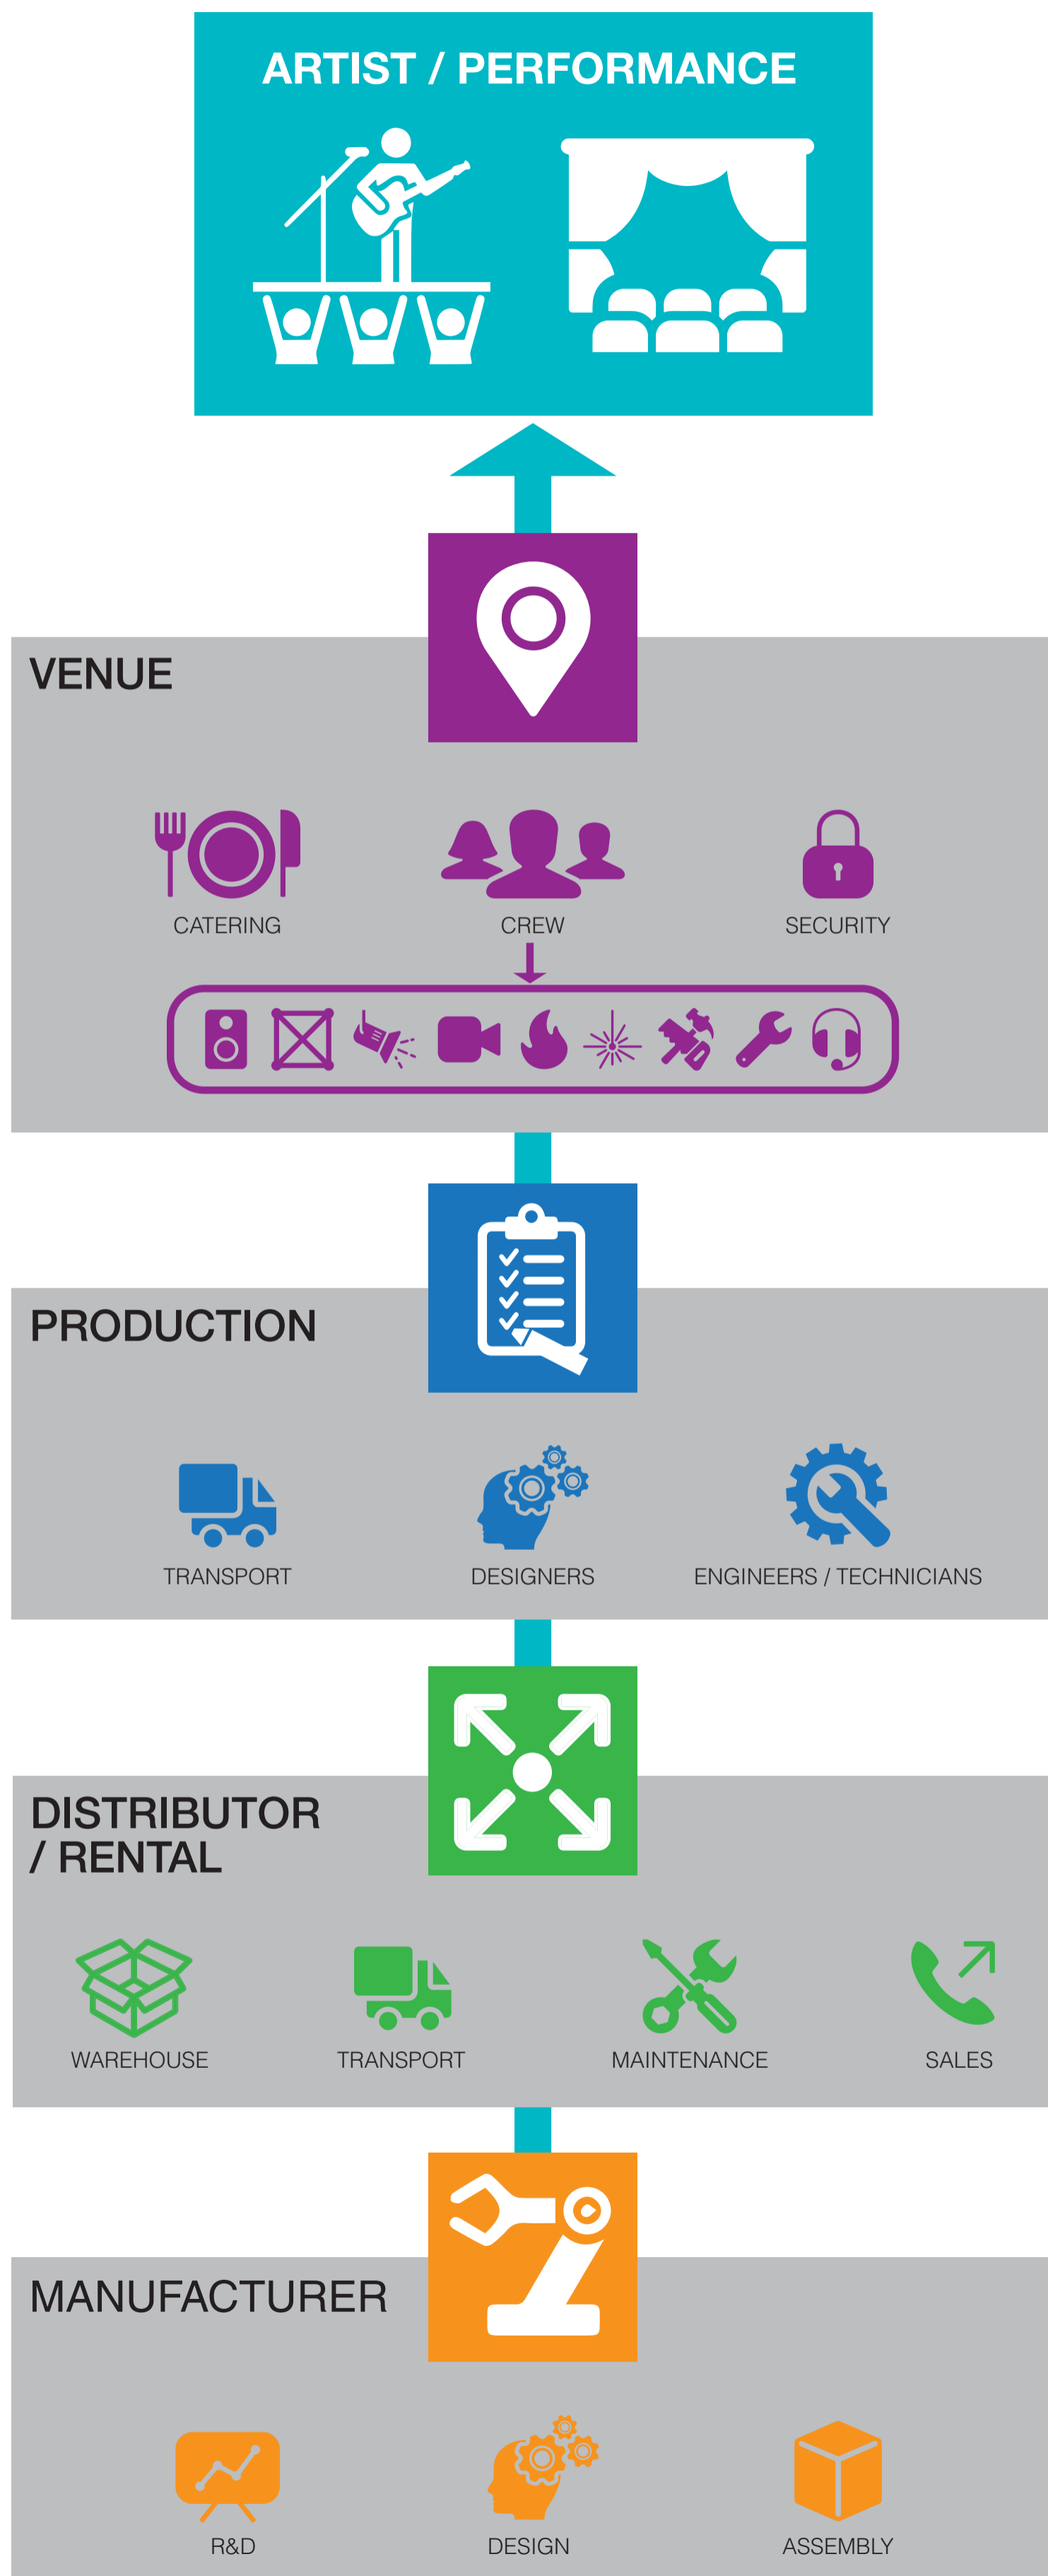 ARTIST / PERFORMANCE
VENUE
CATERING
CREW
SECURITY
PRODUCTION
TRANSPORT
DESIGNERS
ENGINEERS / TECHNICIANS
DISTRIBUTOR
/ RENTAL
WAREHOUSE
TRANSPORT
MAINTENANCE
SALES
MANUFACTURER
R&D
DESIGN
ASSEMBLY